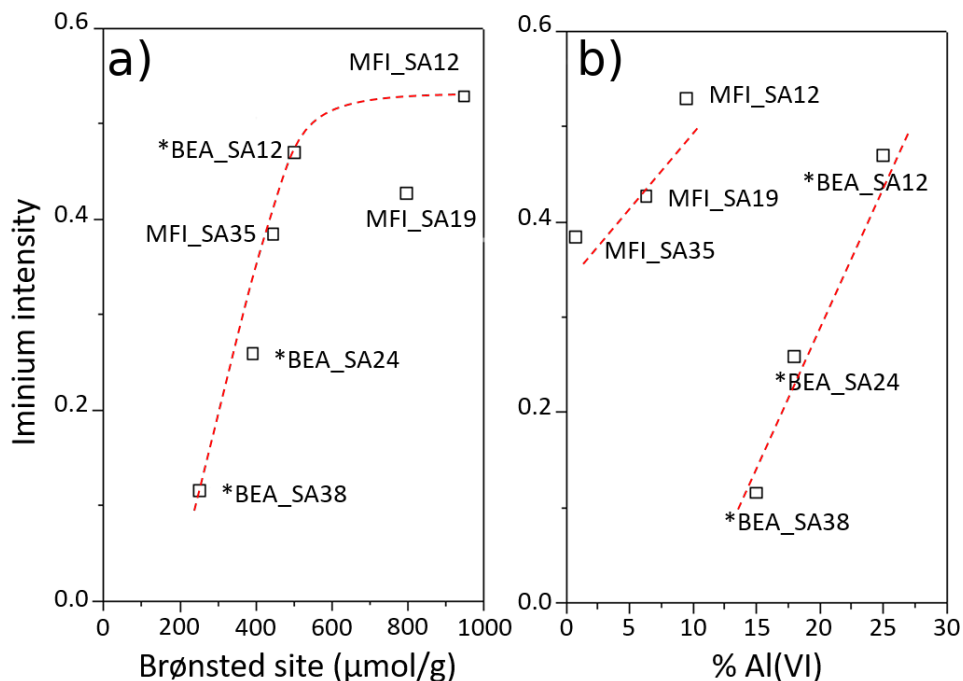 a)
0.6
0.4
0.2
0.0
Iminium intensity
MFI_SA12
*BEA_SA12
MFI_SA19
MFI_SA35
*BEA_SA24
*BEA_SA38
0 200 400 600 800 1000
Brønsted site (µmol/g)
b)
0.6
0.4
0.2
0.0
MFI_SA12
*BEA_SA12
MFI_SA19
MFI_SA35
*BEA_SA24
*BEA_SA38
0 5 10 15 20 25 30
% Al(VI)